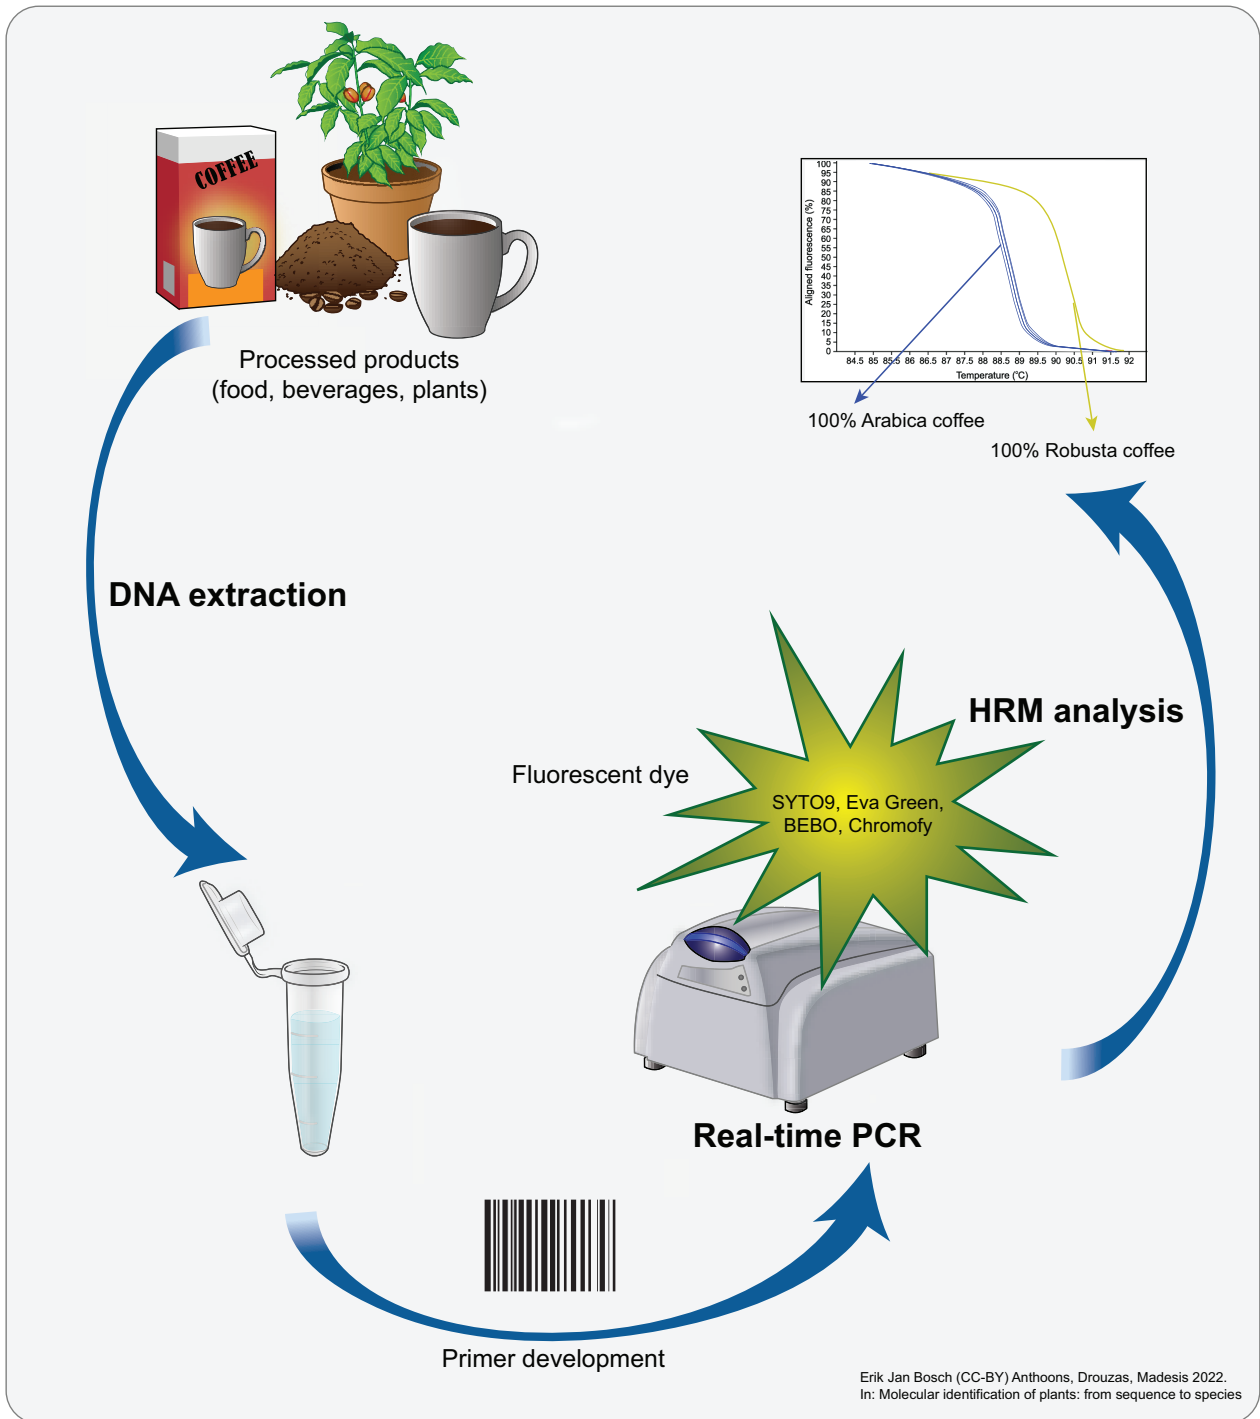 COFFEE
Processed products
(food, beverages, plants)
100
95
90
85
80
75
70
65
60
55
50
45
40
35
30
25
20
15
10
5
0
Aligned fluorescence (%)
84.5 85 85.5 86 86.5 87 87.5 88 88.5 89 89.5 90 90.5 91 91.5 92
Temperature (°C)
100% Arabica coffee
100% Robusta coffee
DNA extraction
HRM analysis
Fluorescent dye
SYTO9, Eva Green,
BEBO, Chromofy
Real-time PCR
Primer development
Erik Jan Bosch (CC-BY) Anthoons, Drouzas, Madesis 2022.
In: Molecular identification of plants: from sequence to species